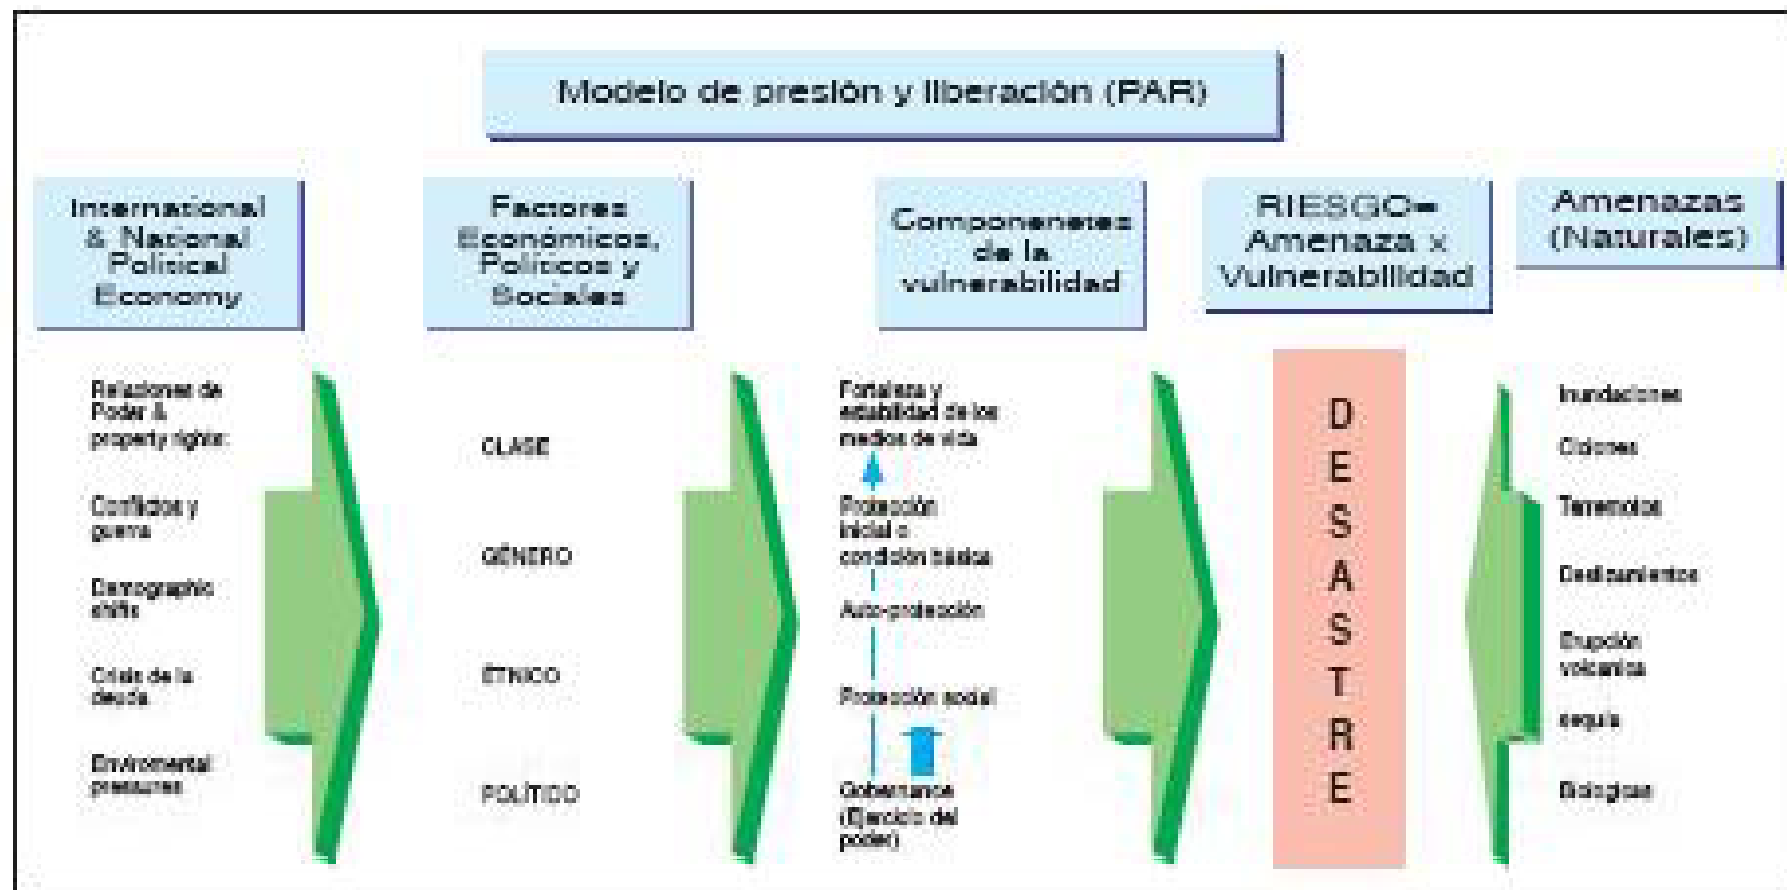 Modelo de presión y liberación (PAR)
International
& National
Political
Economy
Factores
Económicos,
Políticos y
Sociales
Componenetes
de la
vulnerabilidad
RIESGO=
Amenaza x
Vulnerabilidad
Amenazas
(Naturales)
Relaciones de
Poder &
property rights
Conflictos y
guerra
Demographic
shifts
Crisis de la
deuda
Enviromental
pressures
CLASE
GÉNERO
ÉTNICO
POLÍTICO
Fortaleza y
estabilidad de los
medios de vida
Protección
inicial o
condición básica
Auto-protección
Protección social
Gobernance
(Ejercicio del
poder)
D
E
S
A
S
T
R
E
Inundaciones
Ciclones
Terremotos
Deslizamientos
Erupción
volcanica
sequía
Biologicas